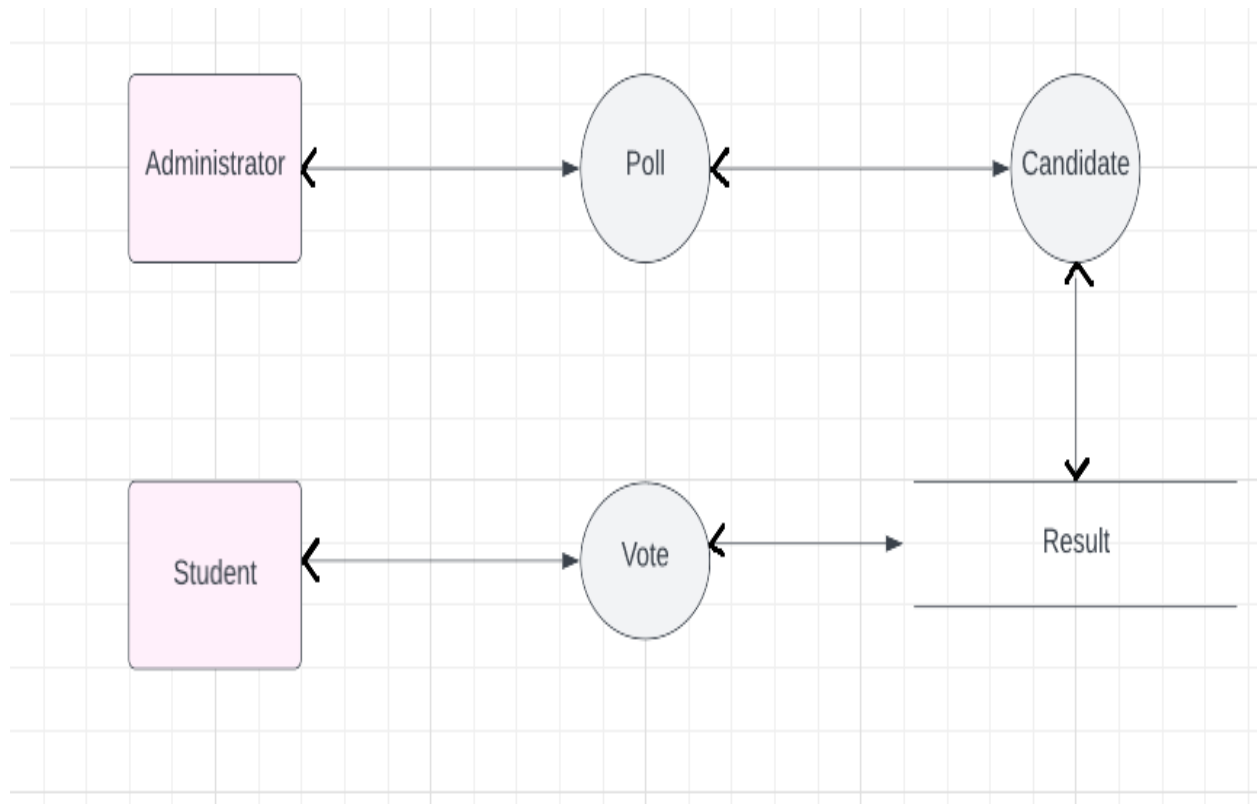 Administrator
Poll
Candidate
Student
Vote
Result